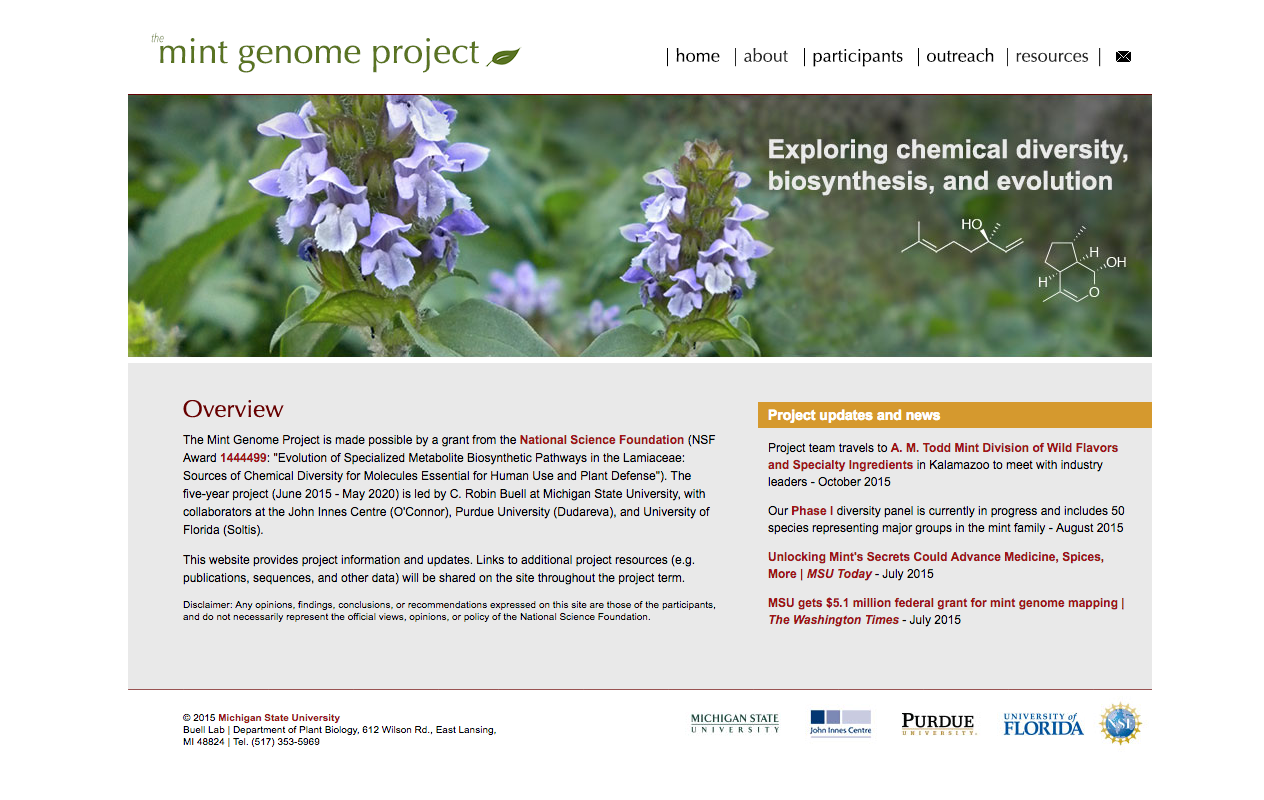 the
mint genome project
home
about
participants
outreach
resources
Exploring chemical diversity,
biosynthesis, and evolution
HO
H
OH
H
O
Overview
The Mint Genome Project is made possible by a grant from the National Science Foundation (NSF
Award 1444499: "Evolution of Specialized Metabolite Biosynthetic Pathways in the Lamiaceae:
Sources of Chemical Diversity for Molecules Essential for Human Use and Plant Defense"). The
five-year project (June 2015 - May 2020) is led by C. Robin Buell at Michigan State University, with
collaborators at the John Innes Centre (O'Connor), Purdue University (Dudareva), and University of
Florida (Soltis).
This website provides project information and updates. Links to additional project resources (e.g.
publications, sequences, and other data) will be shared on the site throughout the project term.
Disclaimer: Any opinions, findings, conclusions, or recommendations expressed on this site are those of the participants,
and do not necessarily represent the official views, opinions, or policy of the National Science Foundation.
Project updates and news
Project team travels to A. M. Todd Mint Division of Wild Flavors
and Specialty Ingredients in Kalamazoo to meet with industry
leaders - October 2015
Our Phase I diversity panel is currently in progress and includes 50
species representing major groups in the mint family - August 2015
Unlocking Mint's Secrets Could Advance Medicine, Spices,
More | MSU Today - July 2015
MSU gets $5.1 million federal grant for mint genome mapping |
The Washington Times - July 2015
© 2015 Michigan State University
Buell Lab | Department of Plant Biology, 612 Wilson Rd., East Lansing,
MI 48824 | Tel. (517) 353-5969
MICHIGAN STATE
UNIVERSITY
John Innes Centre
PURDUE
UNIVERSITY
UNIVERSITY of
FLORIDA
NSF